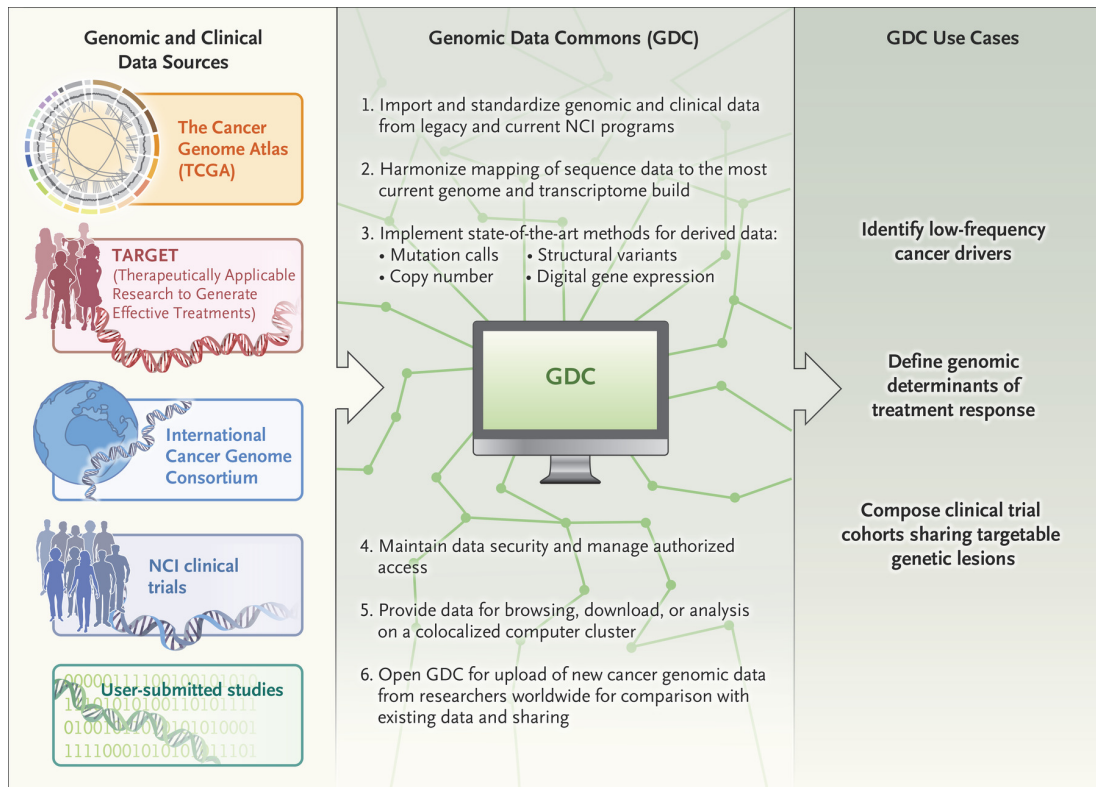 Genomic and Clinical
Data Sources
The Cancer
Genome Atlas
(TCGA)
TARGET
(Therapeutically Applicable
Research to Generate
Effective Treatments)
International
Cancer Genome
Consortium
NCI clinical
trials
User-submitted studies
Genomic Data Commons (GDC)
1. Import and standardize genomic and clinical data
from legacy and current NCI programs
2. Harmonize mapping of sequence data to the most
current genome and transcriptome build
3. Implement state-of-the-art methods for derived data:
• Mutation calls • Structural variants
• Copy number • Digital gene expression
GDC
4. Maintain data security and manage authorized
access
5. Provide data for browsing, download, or analysis
on a colocalized computer cluster
6. Open GDC for upload of new cancer genomic data
from researchers worldwide for comparison with
existing data and sharing
GDC Use Cases
Identify low-frequency
cancer drivers
Define genomic
determinants of
treatment response
Compose clinical trial
cohorts sharing targetable
genetic lesions